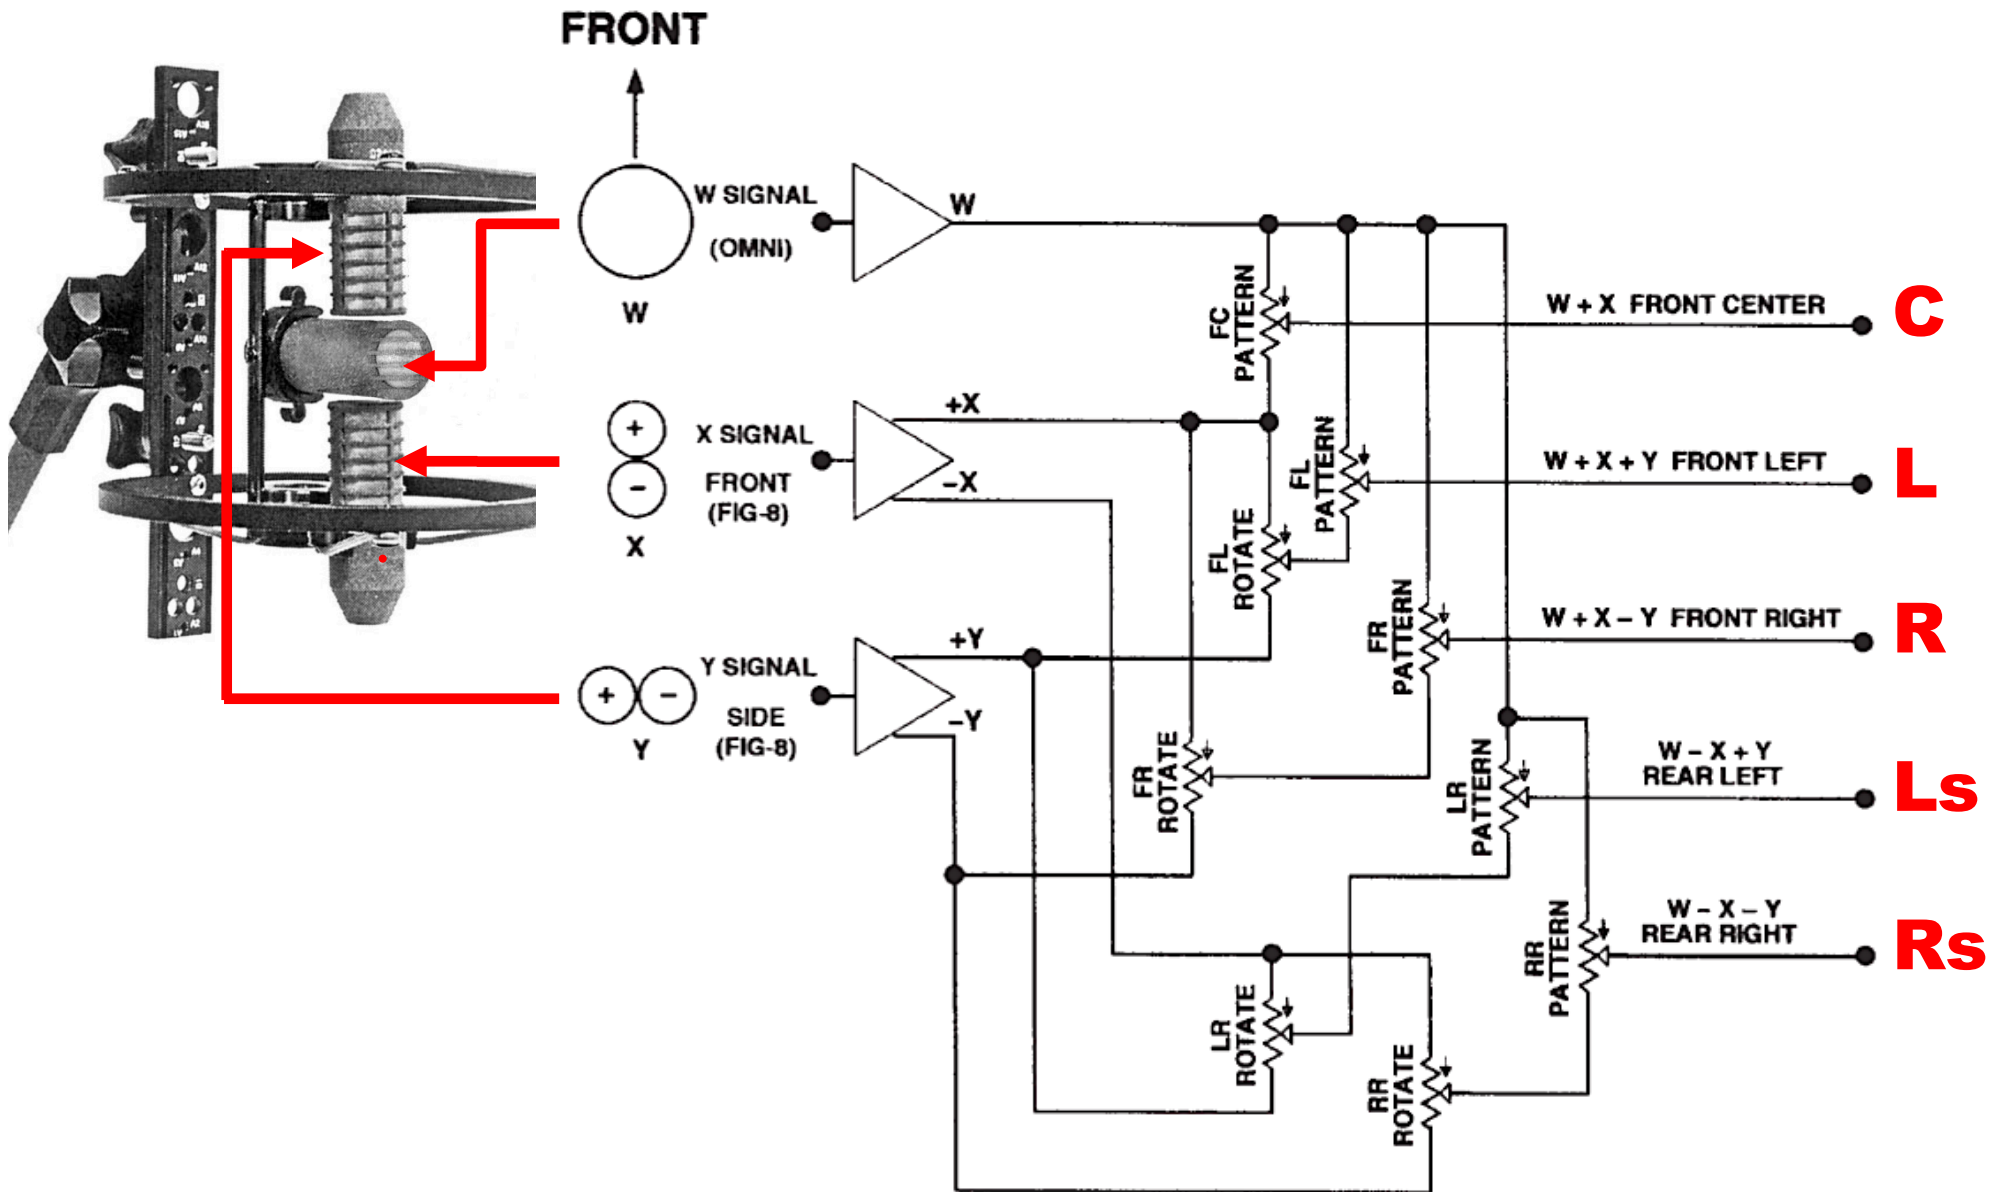 FRONT
W SIGNAL
(OMNI)
W
W
X SIGNAL
FRONT
(FIG-8)
+
−
X
+X
−X
Y SIGNAL
SIDE
(FIG-8)
+ −
Y
+Y
−Y
FC
PATTERN
FL
PATTERN
FL
ROTATE
FR
PATTERN
FR
ROTATE
LR
PATTERN
RR
PATTERN
LR
ROTATE
RR
ROTATE
W + X FRONT CENTER
C
W + X + Y FRONT LEFT
L
W + X − Y FRONT RIGHT
R
W − X + Y
REAR LEFT
Ls
W − X − Y
REAR RIGHT
Rs